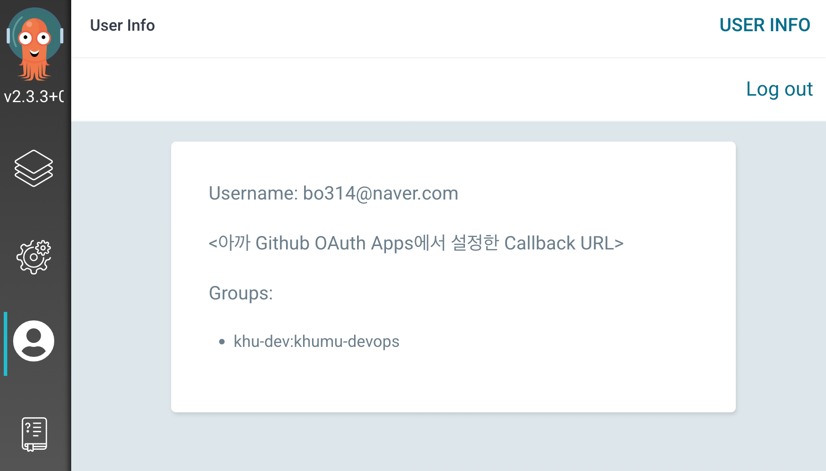 User Info
USER INFO
v2.3.3+0
Log out
Username: bo314@naver.com
<아까 Github OAuth Apps에서 설정한 Callback URL>
Groups:
khu-dev:khumu-devops